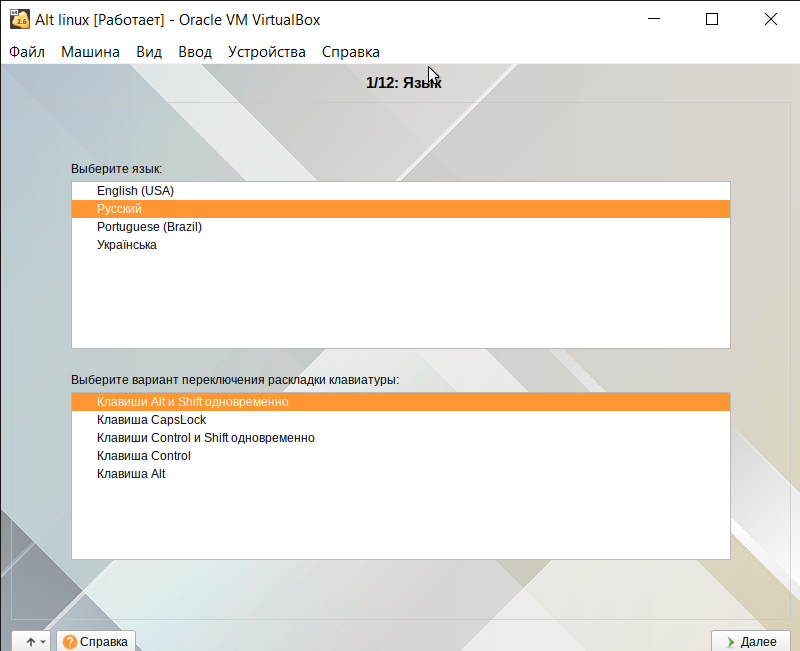 Alt linux [Работает] - Oracle VM VirtualBox
Файл Машина Вид Ввод Устройства Справка
1/12: Язык
Выберите язык:
English (USA)
Русский
Portuguese (Brazil)
Українська
Выберите вариант переключения раскладки клавиатуры:
Клавиши Alt и Shift одновременно
Клавиша CapsLock
Клавиши Control и Shift одновременно
Клавиша Control
Клавиша Alt
Справка
Далее